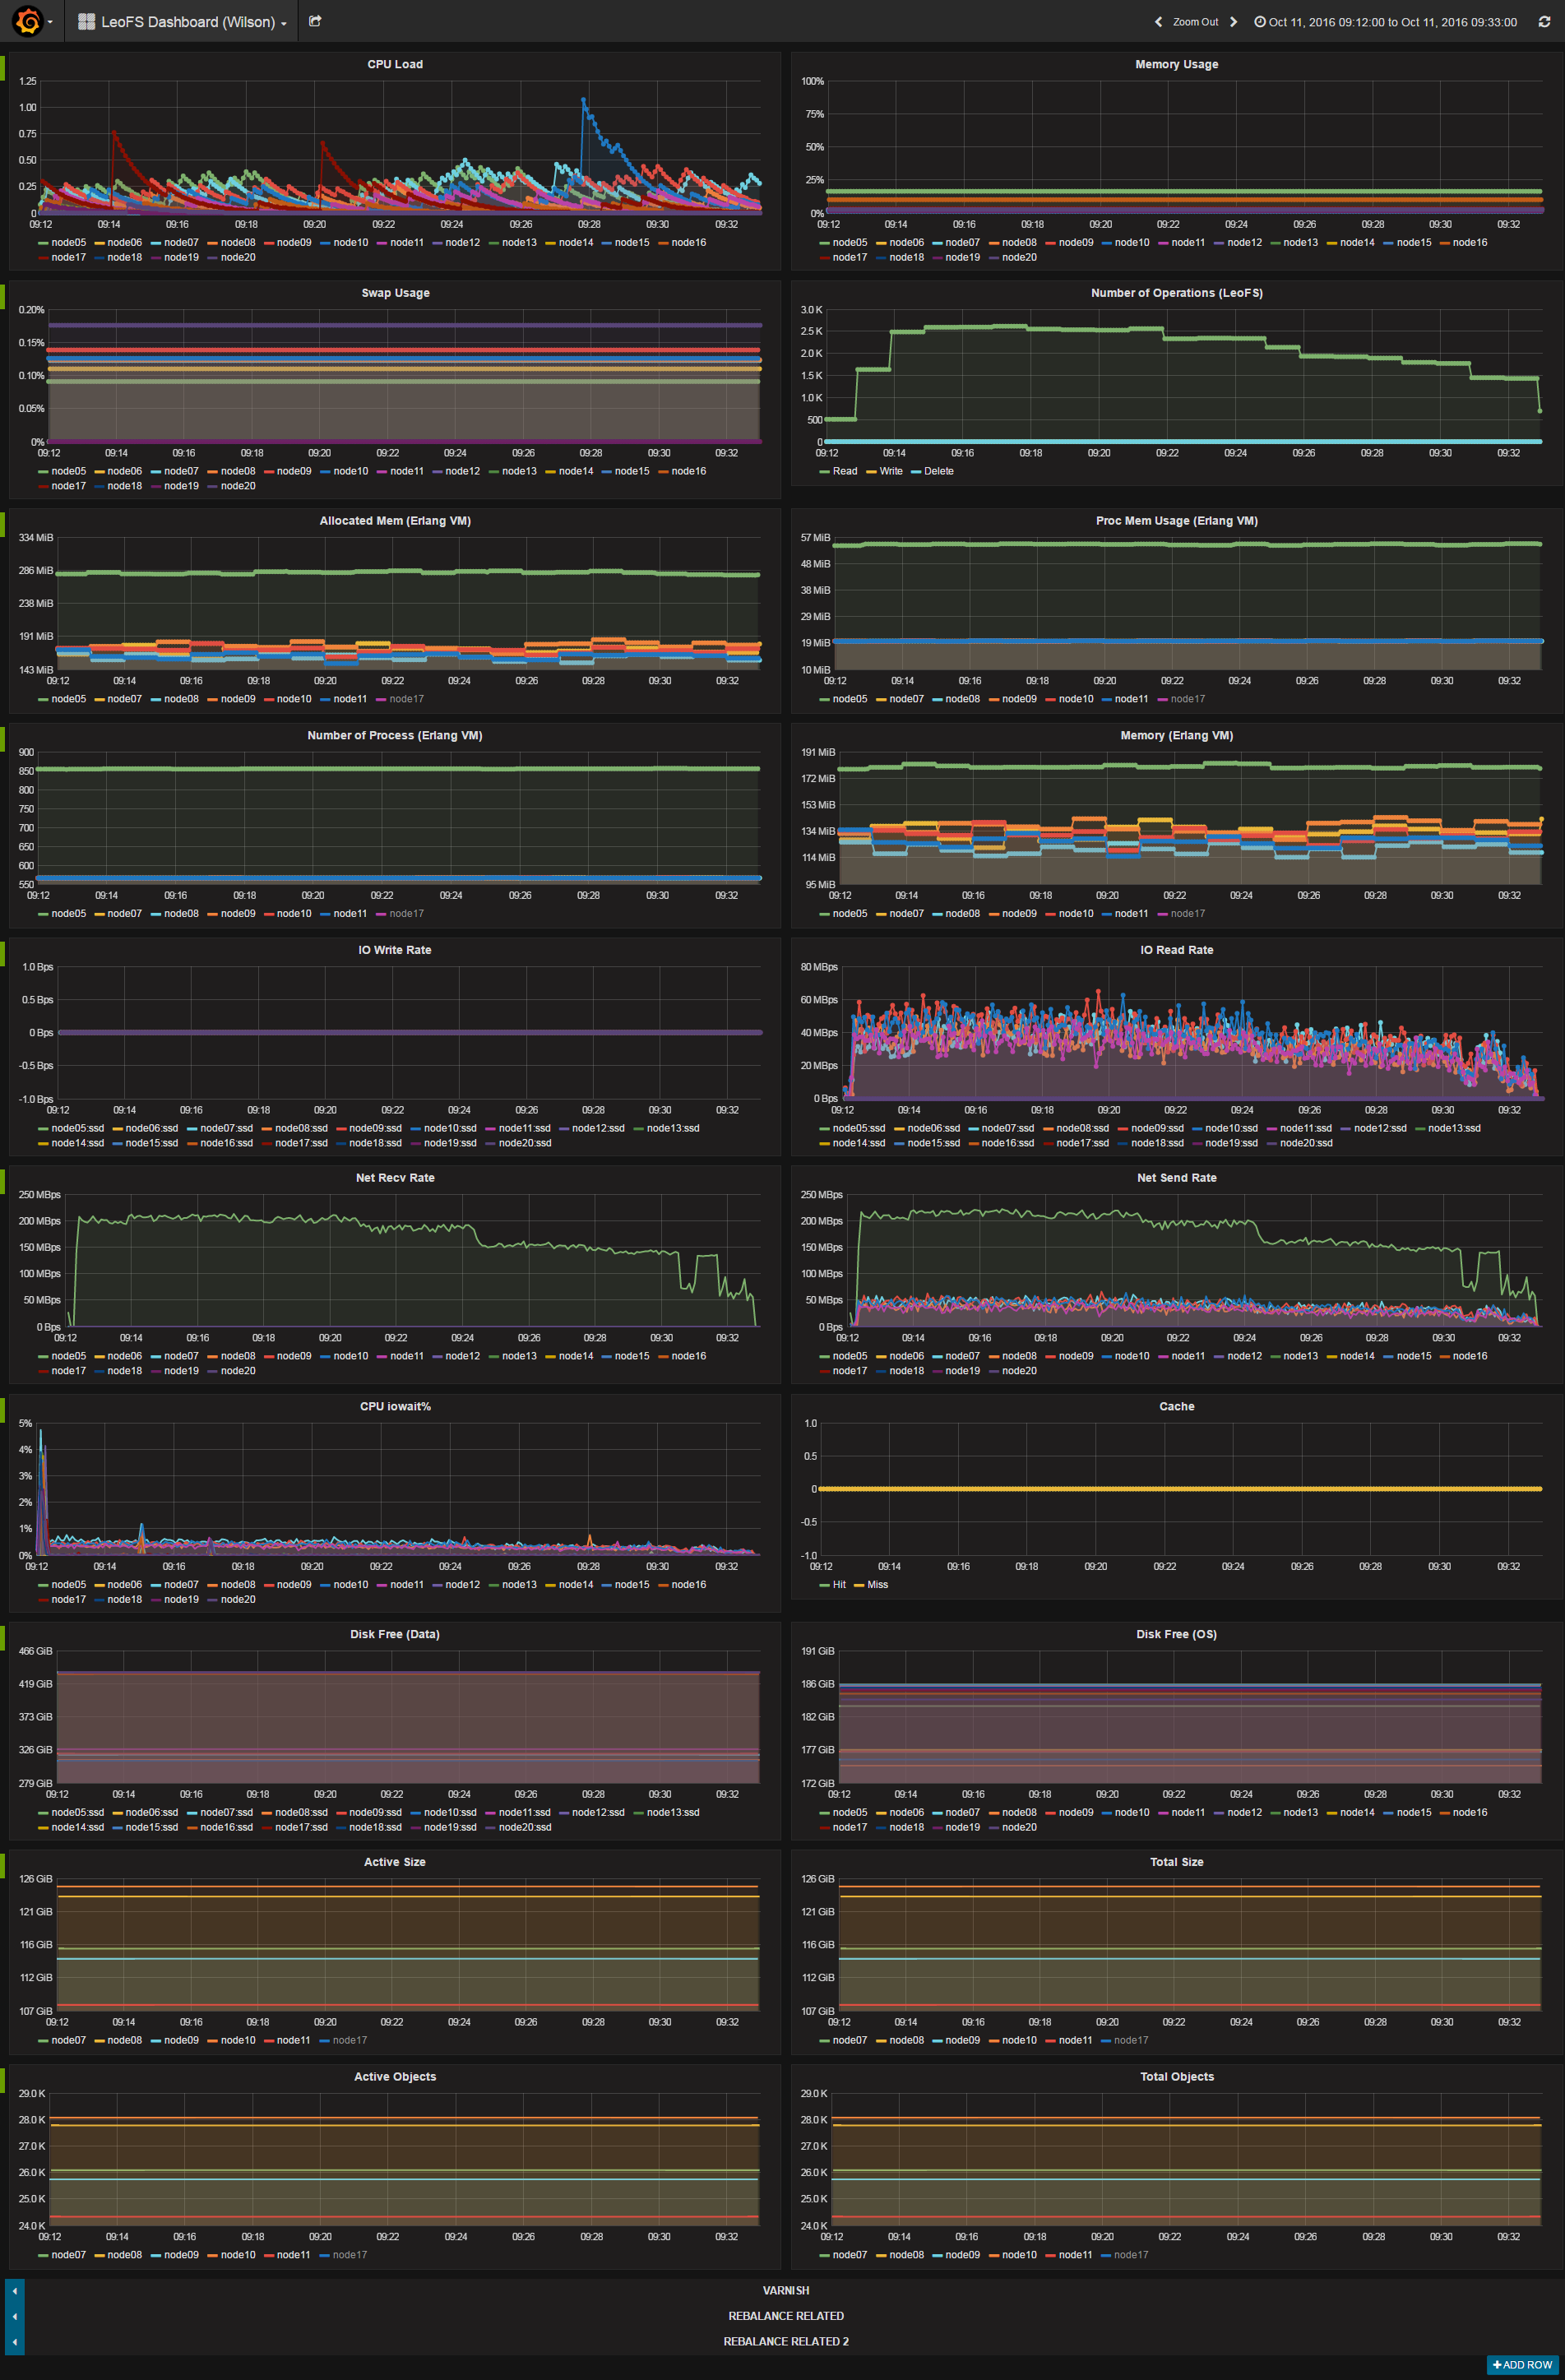 LeoFS Dashboard (Wilson)
Zoom Out
Oct 11, 2016 09:12:00 to Oct 11, 2016 09:33:00
CPU Load
1.25
1.00
0.75
0.50
0.25
0
09:12 09:14 09:16 09:18 09:20 09:22 09:24 09:26 09:28 09:30 09:32
node05 node06 node07 node08 node09 node10 node11 node12 node13 node14 node15 node16
node17 node18 node19 node20
Memory Usage
100%
75%
50%
25%
0%
09:12 09:14 09:16 09:18 09:20 09:22 09:24 09:26 09:28 09:30 09:32
node05 node06 node07 node08 node09 node10 node11 node12 node13 node14 node15 node16
node17 node18 node19 node20
Swap Usage
0.20%
0.15%
0.10%
0.05%
0%
09:12 09:14 09:16 09:18 09:20 09:22 09:24 09:26 09:28 09:30 09:32
node05 node06 node07 node08 node09 node10 node11 node12 node13 node14 node15 node16
node17 node18 node19 node20
Number of Operations (LeoFS)
3.0 K
2.5 K
2.0 K
1.5 K
1.0 K
500
0
09:12 09:14 09:16 09:18 09:20 09:22 09:24 09:26 09:28 09:30 09:32
Read Write Delete
Allocated Mem (Erlang VM)
334 MiB
286 MiB
238 MiB
191 MiB
143 MiB
09:12 09:14 09:16 09:18 09:20 09:22 09:24 09:26 09:28 09:30 09:32
node05 node07 node08 node09 node10 node11 node17
Proc Mem Usage (Erlang VM)
57 MiB
48 MiB
38 MiB
29 MiB
19 MiB
10 MiB
09:12 09:14 09:16 09:18 09:20 09:22 09:24 09:26 09:28 09:30 09:32
node05 node07 node08 node09 node10 node11 node17
Number of Process (Erlang VM)
900
850
800
750
700
650
600
550
09:12 09:14 09:16 09:18 09:20 09:22 09:24 09:26 09:28 09:30 09:32
node05 node07 node08 node09 node10 node11 node17
Memory (Erlang VM)
191 MiB
172 MiB
153 MiB
134 MiB
114 MiB
95 MiB
09:12 09:14 09:16 09:18 09:20 09:22 09:24 09:26 09:28 09:30 09:32
node05 node07 node08 node09 node10 node11 node17
IO Write Rate
1.0 Bps
0.5 Bps
0 Bps
-0.5 Bps
-1.0 Bps
09:12 09:14 09:16 09:18 09:20 09:22 09:24 09:26 09:28 09:30 09:32
node05:ssd node06:ssd node07:ssd node08:ssd node09:ssd node10:ssd node11:ssd node12:ssd node13:ssd
node14:ssd node15:ssd node16:ssd node17:ssd node18:ssd node19:ssd node20:ssd
IO Read Rate
80 MBps
60 MBps
40 MBps
20 MBps
0 Bps
09:12 09:14 09:16 09:18 09:20 09:22 09:24 09:26 09:28 09:30 09:32
node05:ssd node06:ssd node07:ssd node08:ssd node09:ssd node10:ssd node11:ssd node12:ssd node13:ssd
node14:ssd node15:ssd node16:ssd node17:ssd node18:ssd node19:ssd node20:ssd
Net Recv Rate
250 MBps
200 MBps
150 MBps
100 MBps
50 MBps
0 Bps
09:12 09:14 09:16 09:18 09:20 09:22 09:24 09:26 09:28 09:30 09:32
node05 node06 node07 node08 node09 node10 node11 node12 node13 node14 node15 node16
node17 node18 node19 node20
Net Send Rate
250 MBps
200 MBps
150 MBps
100 MBps
50 MBps
0 Bps
09:12 09:14 09:16 09:18 09:20 09:22 09:24 09:26 09:28 09:30 09:32
node05 node06 node07 node08 node09 node10 node11 node12 node13 node14 node15 node16
node17 node18 node19 node20
CPU iowait%
5%
4%
3%
2%
1%
0%
09:12 09:14 09:16 09:18 09:20 09:22 09:24 09:26 09:28 09:30 09:32
node05 node06 node07 node08 node09 node10 node11 node12 node13 node14 node15 node16
node17 node18 node19 node20
Cache
1.0
0.5
0
-0.5
-1.0
09:12 09:14 09:16 09:18 09:20 09:22 09:24 09:26 09:28 09:30 09:32
Hit Miss
Disk Free (Data)
466 GiB
419 GiB
373 GiB
326 GiB
279 GiB
09:12 09:14 09:16 09:18 09:20 09:22 09:24 09:26 09:28 09:30 09:32
node05:ssd node06:ssd node07:ssd node08:ssd node09:ssd node10:ssd node11:ssd node12:ssd node13:ssd
node14:ssd node15:ssd node16:ssd node17:ssd node18:ssd node19:ssd node20:ssd
Disk Free (OS)
191 GiB
186 GiB
182 GiB
177 GiB
172 GiB
09:12 09:14 09:16 09:18 09:20 09:22 09:24 09:26 09:28 09:30 09:32
node05 node06 node07 node08 node09 node10 node11 node12 node13 node14 node15 node16
node17 node18 node19 node20
Active Size
126 GiB
121 GiB
116 GiB
112 GiB
107 GiB
09:12 09:14 09:16 09:18 09:20 09:22 09:24 09:26 09:28 09:30 09:32
node07 node08 node09 node10 node11 node17
Total Size
126 GiB
121 GiB
116 GiB
112 GiB
107 GiB
09:12 09:14 09:16 09:18 09:20 09:22 09:24 09:26 09:28 09:30 09:32
node07 node08 node09 node10 node11 node17
Active Objects
29.0 K
28.0 K
27.0 K
26.0 K
25.0 K
24.0 K
09:12 09:14 09:16 09:18 09:20 09:22 09:24 09:26 09:28 09:30 09:32
node07 node08 node09 node10 node11 node17
Total Objects
29.0 K
28.0 K
27.0 K
26.0 K
25.0 K
24.0 K
09:12 09:14 09:16 09:18 09:20 09:22 09:24 09:26 09:28 09:30 09:32
node07 node08 node09 node10 node11 node17
VARNISH
REBALANCE RELATED
REBALANCE RELATED 2
+ADD ROW